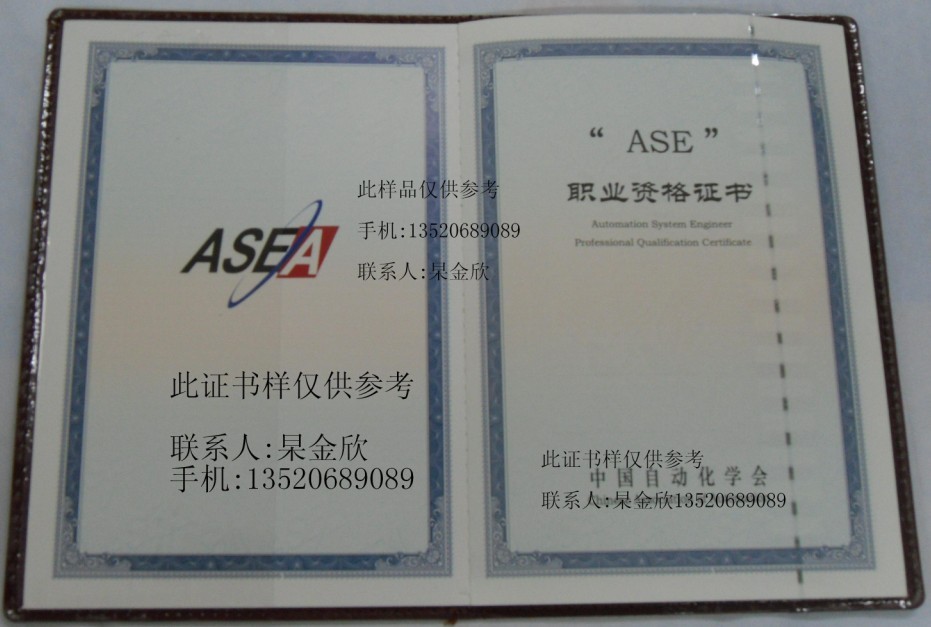 ASEA
此样品仅供参考
手机:13520689089
联系人:杲金欣
此证书样仅供参考
联系人:杲金欣
手机:13520689089
“ ASE ”
职业资格证书
Automation System Engineer
Professional Qualification Certificate
此证书样仅供参考
中国自动化学会
联系人:杲金欣13520689089